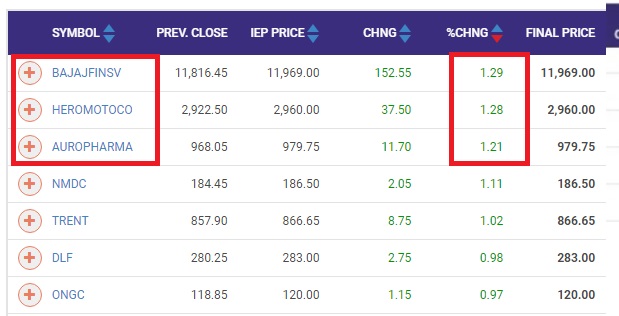 SYMBOL PREV. CLOSE IEP PRICE CHNG %CHNG FINAL PRICE
BAJAJFINSV 11,816.45 11,969.00 152.55 1.29 11,969.00
HEROMOTOCO 2,922.50 2,960.00 37.50 1.28 2,960.00
AUROPHARMA 968.05 979.75 11.70 1.21 979.75
NMDC 184.45 186.50 2.05 1.11 186.50
TRENT 857.90 866.65 8.75 1.02 866.65
DLF 280.25 283.00 2.75 0.98 283.00
ONGC 118.85 120.00 1.15 0.97 120.00